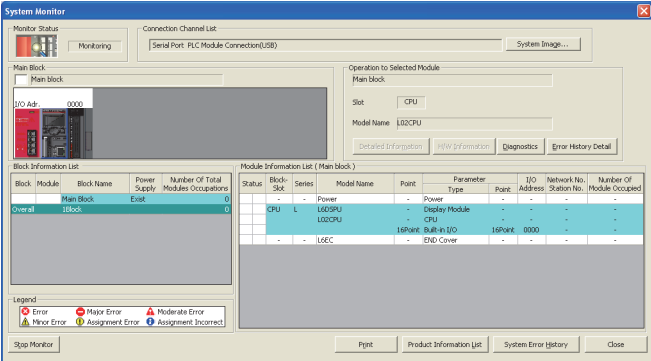 System Monitor
Monitor Status
Monitoring
Connection Channel List
Serial Port PLC Module Connection(USB)
System Image...
Main Block
Main block
I/O Adr. 0000
Operation to Selected Module
Main block
Slot CPU
Model Name L02CPU
Detailed Information H/W Information Diagnostics Error History Detail
Block Information List
Block Module Block Name Power Supply Number Of Total Modules Occupations
Main Block Exist 0
Overall 1Block 0
Module Information List ( Main block )
Status Block-Slot Series Model Name Point Parameter Type Point I/O Address Network No. Station No. Number Of Module Occupied
- - Power - Power - - - -
CPU L L6DSPU - Display Module - - - -
L02CPU - CPU - - - -
16Point Built-in I/O 16Point 0000 - -
- - L6EC - END Cover - - - -
Legend
Error Major Error Moderate Error
Minor Error Assignment Error Assignment Incorrect
Stop Monitor
Print Product Information List System Error History Close